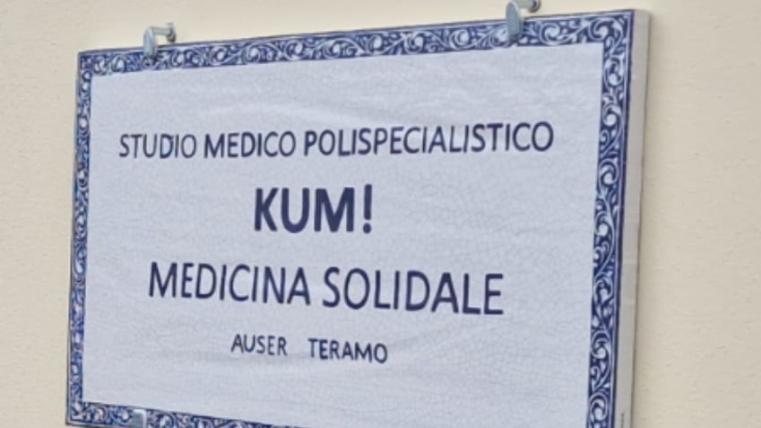 STUDIO MEDICO POLISPECIALISTICO
KUM!
MEDICINA SOLIDALE
AUSER TERAMO